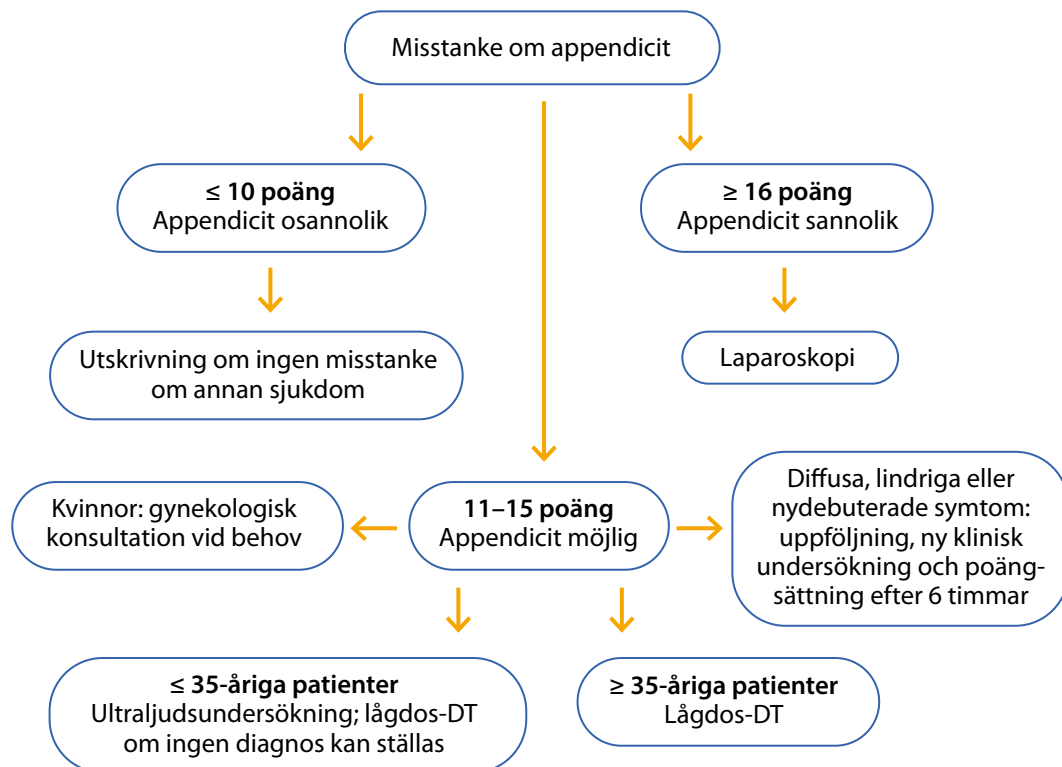 Misstanke om appendicit
≤ 10 poäng
Appendicit osannolik
≥ 16 poäng
Appendicit sannolik
Utskrivning om ingen misstanke
om annan sjukdom
Laparoskopi
Kvinnor: gynekologisk
konsultation vid behov
11–15 poäng
Appendicit möjlig
Diffusa, lindriga eller
nydebuterade symtom:
uppföljning, ny klinisk
undersökning och poäng-
sättning efter 6 timmar
≤ 35-åriga patienter
Ultraljudsundersökning; lågdos-DT
om ingen diagnos kan ställas
≥ 35-åriga patienter
Lågdos-DT